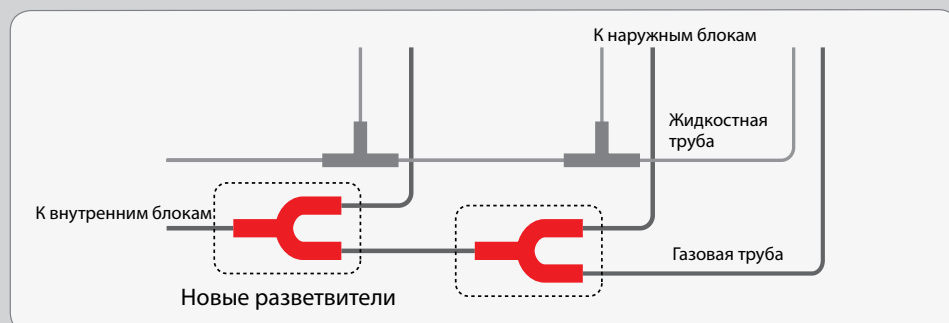 К наружным блокам
Жидкостная
труба
К внутренним блокам
Газовая труба
Новые разветвители